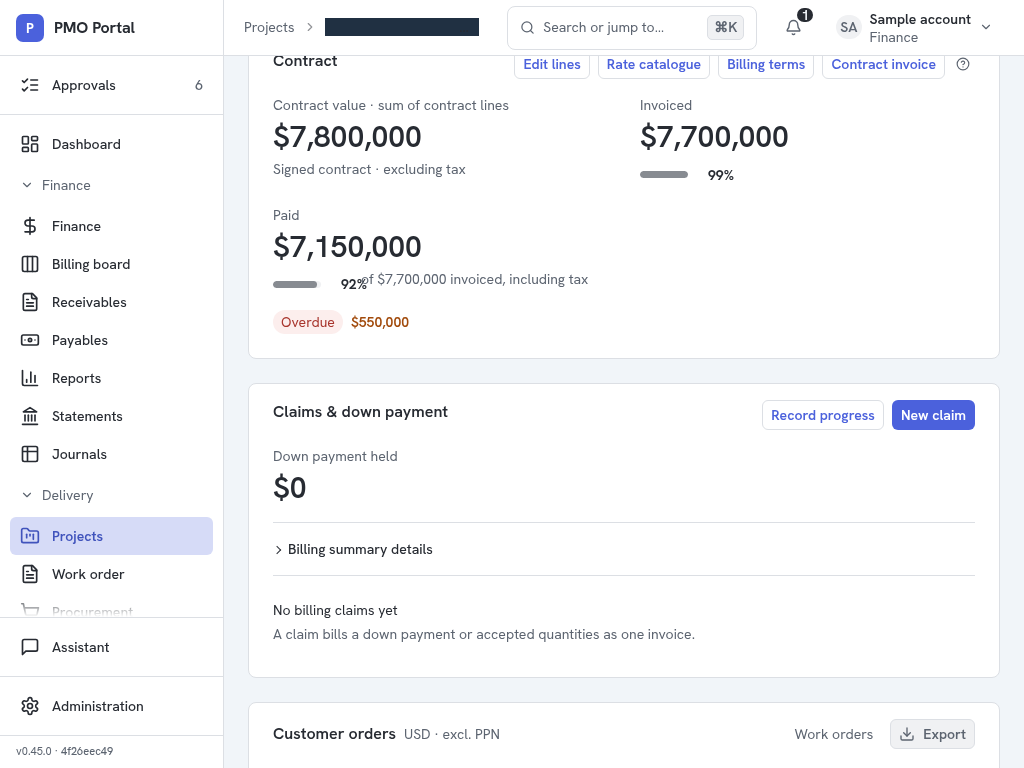 P PMO Portal
Projects
Search or jump to...
⌘K
1
SA
Sample account
Finance
Approvals 6
Dashboard
Finance
Finance
Billing board
Receivables
Payables
Reports
Statements
Journals
Delivery
Projects
Work order
Procurement
Assistant
Administration
v0.45.0 · 4f26eec49
Contract
Edit lines
Rate catalogue
Billing terms
Contract invoice
Contract value · sum of contract lines
$7,800,000
Signed contract · excluding tax
Invoiced
$7,700,000
99%
Paid
$7,150,000
92%
of $7,700,000 invoiced, including tax
Overdue $550,000
Claims & down payment
Record progress
New claim
Down payment held
$0
Billing summary details
No billing claims yet
A claim bills a down payment or accepted quantities as one invoice.
Customer orders USD · excl. PPN
Work orders
Export